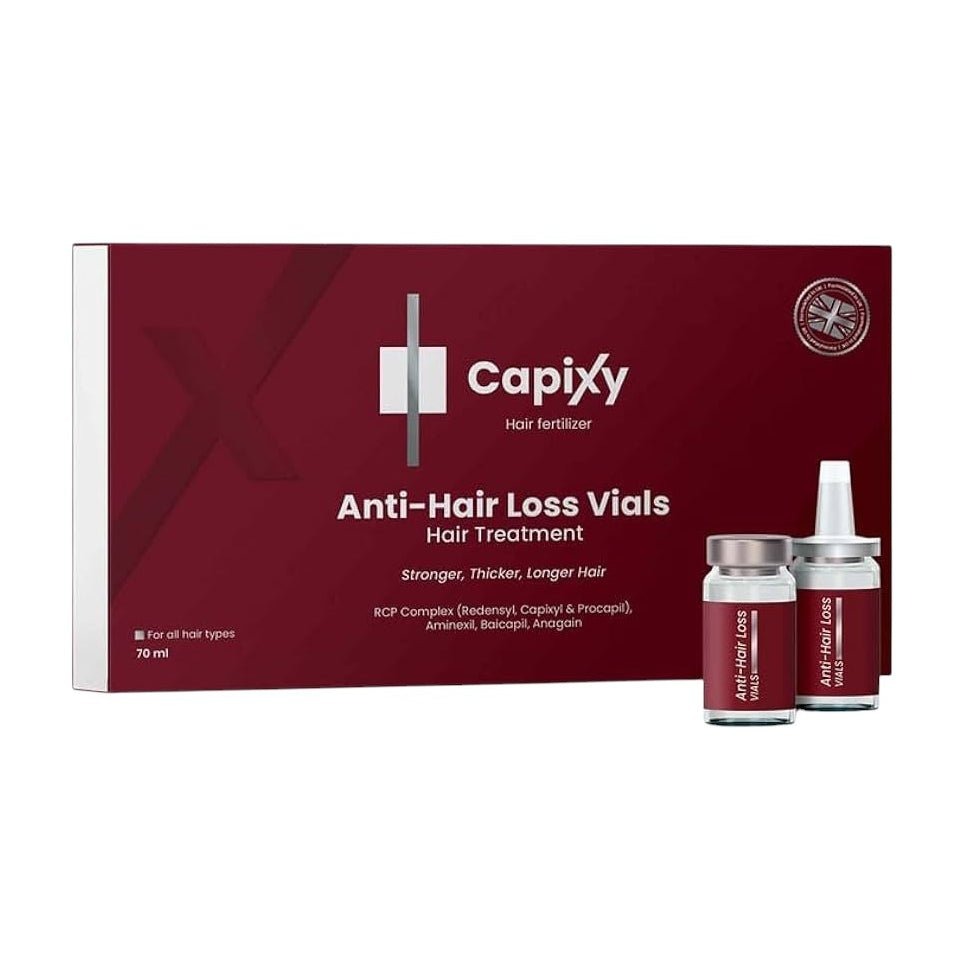 Capixy
Hair fertilizer
Anti-Hair Loss Vials
Hair Treatment
Stronger, Thicker, Longer Hair
RCP Complex (Redensyl, Capixyl & Procapil),
Aminexil, Baicapil, Anagain
For all hair types
70 ml
Anti-Hair Loss
VIALS
Anti-Hair Loss
VIALS